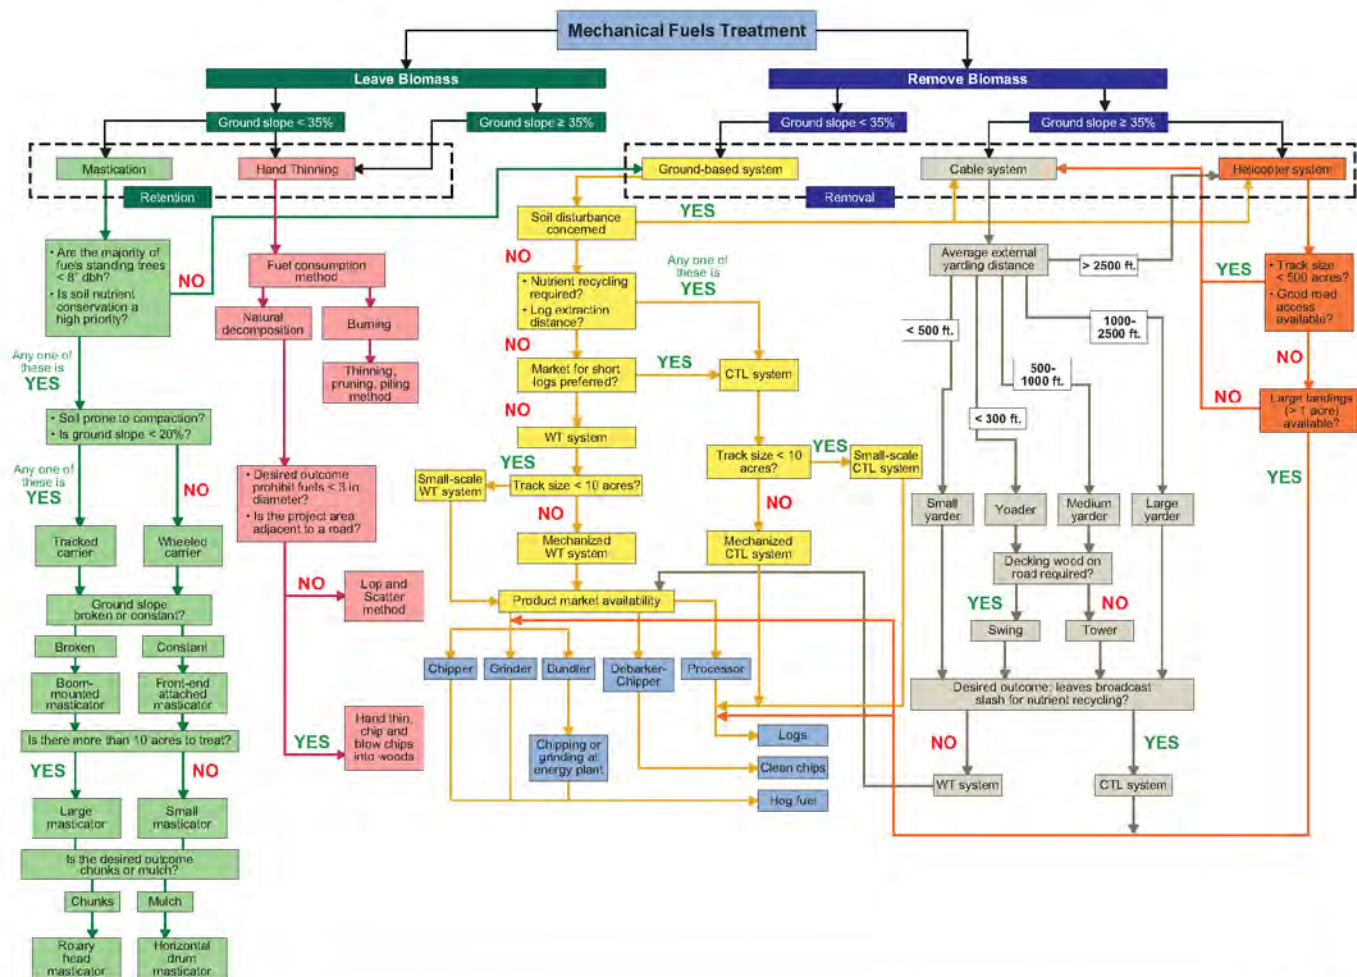 Mechanical Fuels Treatment
Leave Biomass
Remove Biomass
Ground slope < 35%
Ground slope ≥ 35%
Ground slope < 35%
Ground slope ≥ 35%
Mastication
Hand Thinning
Ground-based system
Cable system
Helicopter system
Retention
Removal
• Are the majority of
fuels standing trees
< 8" dbh?
• Is soil nutrient
conservation a
high priority?
NO
Any one of
these is
YES
• Soil prone to compaction?
• Is ground slope < 20%?
Any one of
these is
YES
NO
Tracked
carrier
Wheeled
carrier
Ground slope
broken or constant?
Broken
Constant
Boom-
mounted
masticator
Front-end
attached
masticator
Is there more than 10 acres to treat?
YES
NO
Large
masticator
Small
masticator
Is the desired outcome
chunks or mulch?
Chunks
Mulch
Rotary
head
masticator
Horizontal
drum
masticator
Fuel consumption
method
Natural
decomposition
Burning
Thinning,
pruning, piling
method
• Desired outcome
prohibit fuels < 3 in
diameter?
• Is the project area
adjacent to a road?
NO
Lop and
Scatter
method
YES
Hand thin,
chip and
blow chips
into woods
Soil disturbance
concerned
YES
NO
• Nutrient recycling
required?
• Log extraction
distance?
Any one of
these is
YES
NO
Market for short
logs preferred?
YES
CTL system
NO
WT system
YES
Small-scale
WT system
Track size < 10 acres?
NO
Mechanized
WT system
Track size < 10
acres?
YES
Small-scale
CTL system
NO
Mechanized
CTL system
Product market availability
Chipper
Grinder
Bundler
Debarker-
Chipper
Processor
Chipping or
grinding at
energy plant
Logs
Clean chips
Hog fuel
Average external
yarding distance
> 2500 ft.
< 500 ft.
< 300 ft.
500-
1000 ft.
1000-
2500 ft.
Small
yarder
Yoader
Medium
yarder
Large
yarder
Decking wood on
road required?
YES
NO
Swing
Tower
Desired outcome: leaves broadcast
slash for nutrient recycling?
NO
YES
WT system
CTL system
• Track size
< 500 acres?
• Good road
access
available?
YES
NO
Large landings
(> 1 acre)
available?
NO
YES